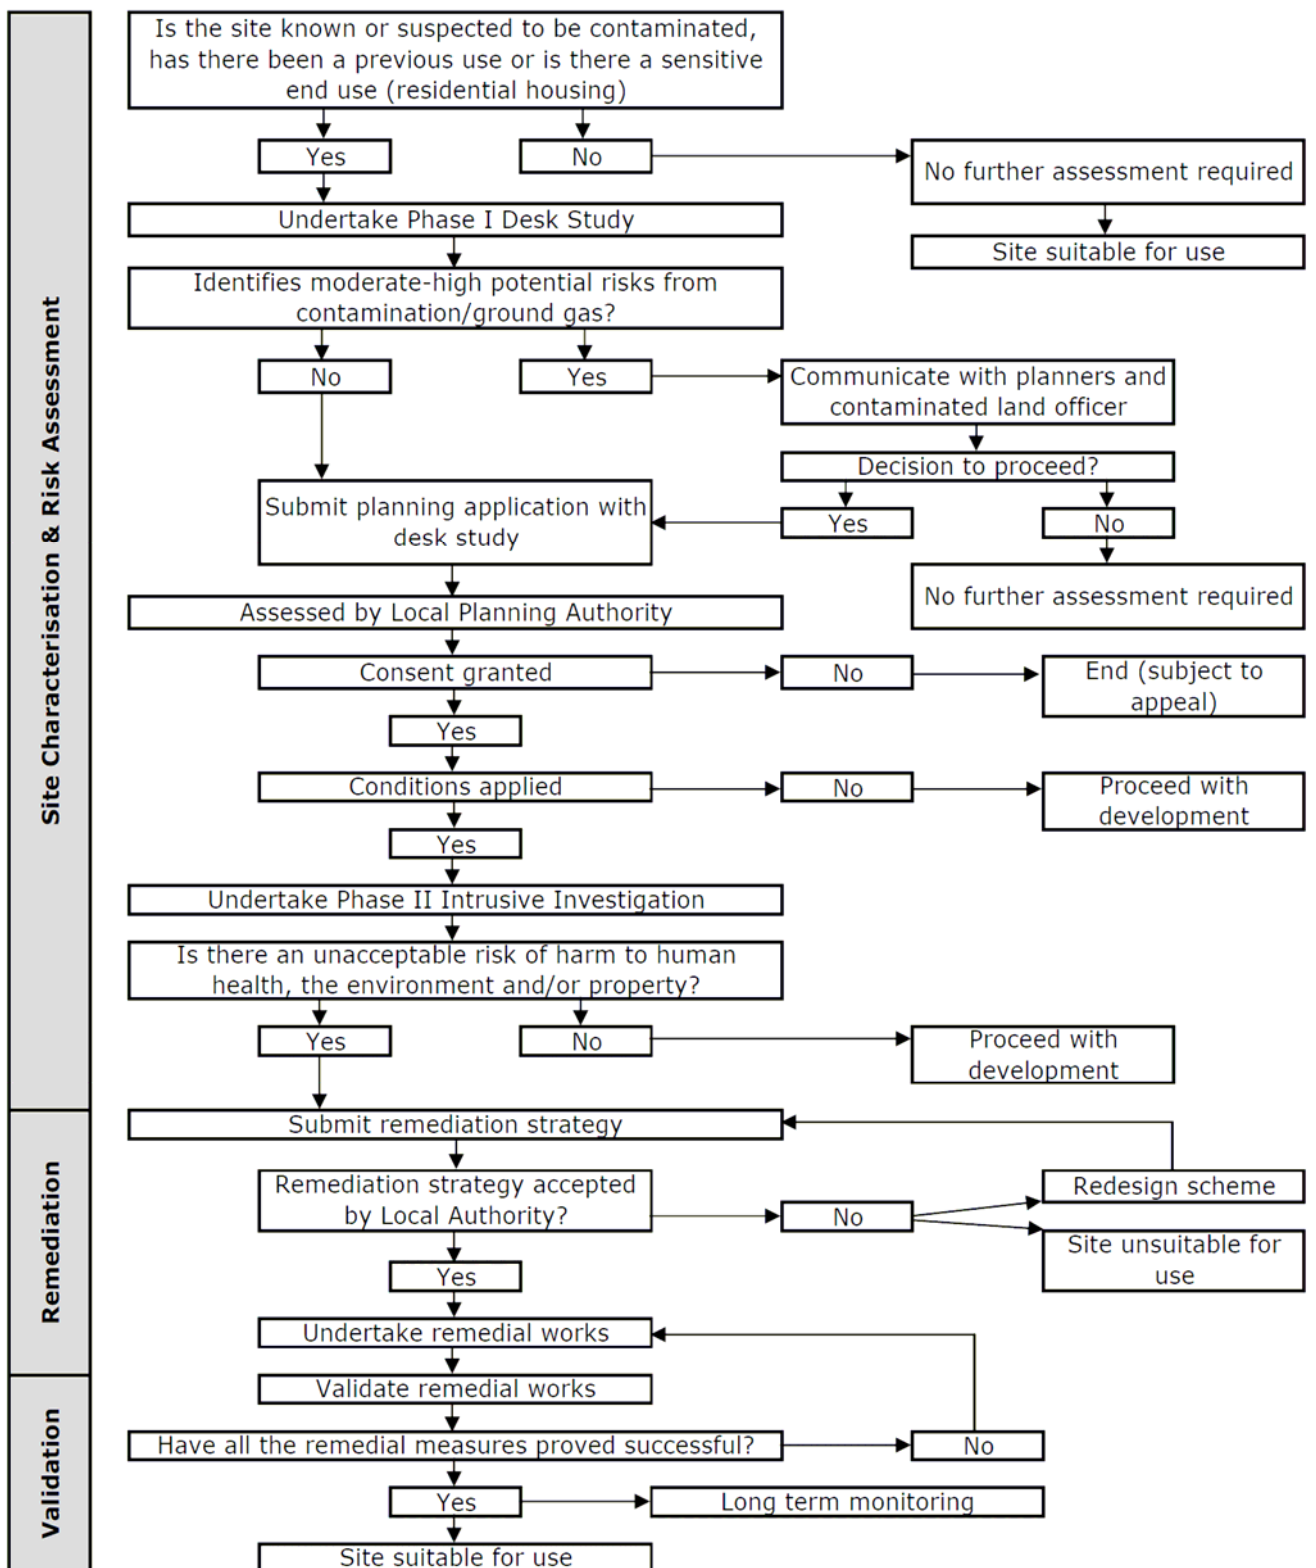 Is the site known or suspected to be contaminated,
has there been a previous use or is there a sensitive
end use (residential housing)
Yes
No
No further assessment required
Undertake Phase I Desk Study
Site suitable for use
Identifies moderate-high potential risks from
contamination/ground gas?
No
Yes
Communicate with planners and
contaminated land officer
Decision to proceed?
Submit planning application with
desk study
Yes
No
No further assessment required
Assessed by Local Planning Authority
Consent granted
No
End (subject to
appeal)
Yes
Conditions applied
No
Proceed with
development
Yes
Undertake Phase II Intrusive Investigation
Is there an unacceptable risk of harm to human
health, the environment and/or property?
Yes
No
Proceed with
development
Site Characterisation & Risk Assessment
Submit remediation strategy
Remediation strategy accepted
by Local Authority?
No
Redesign scheme
Site unsuitable for
use
Yes
Undertake remedial works
Remediation
Validate remedial works
Have all the remedial measures proved successful?
No
Yes
Long term monitoring
Site suitable for use
Validation